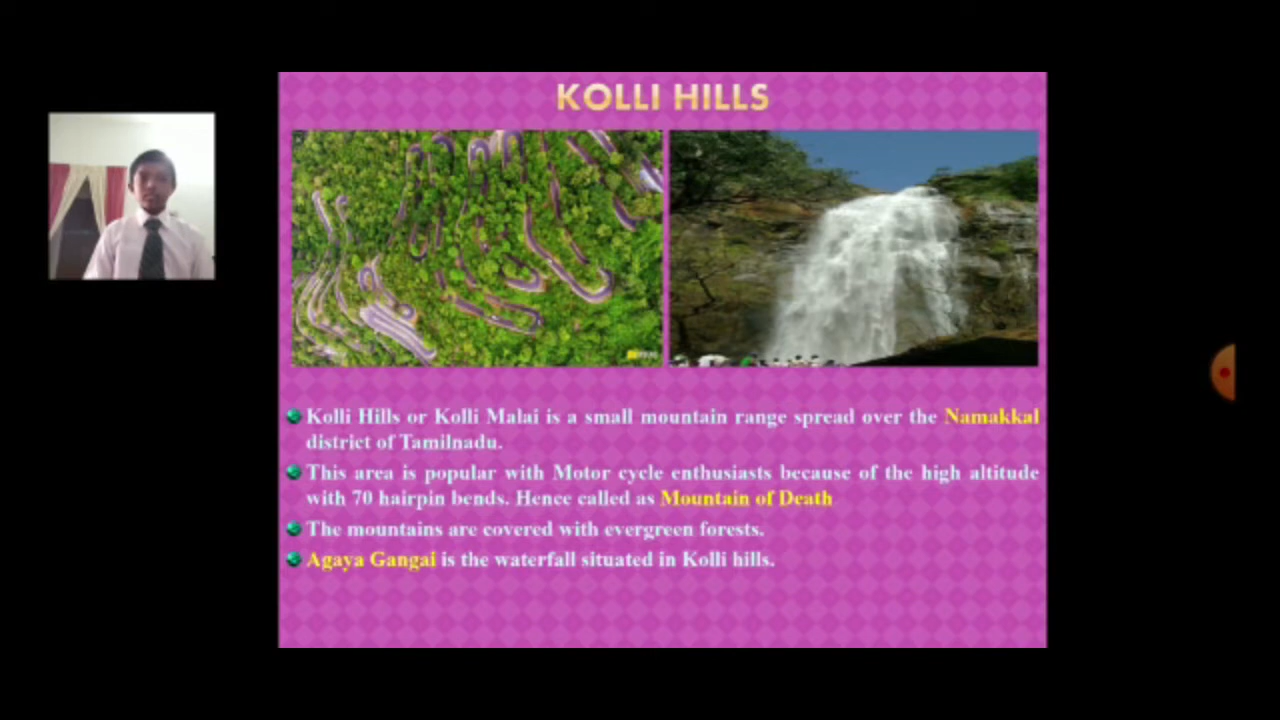 KOLLI HILLS
Kolli Hills or Kolli Malai is a small mountain range spread over the Namakkal
district of Tamilnadu.
This area is popular with Motor cycle enthusiasts because of the high altitude
with 70 hairpin bends. Hence called as Mountain of Death
The mountains are covered with evergreen forests.
Agaya Gangai is the waterfall situated in Kolli hills.